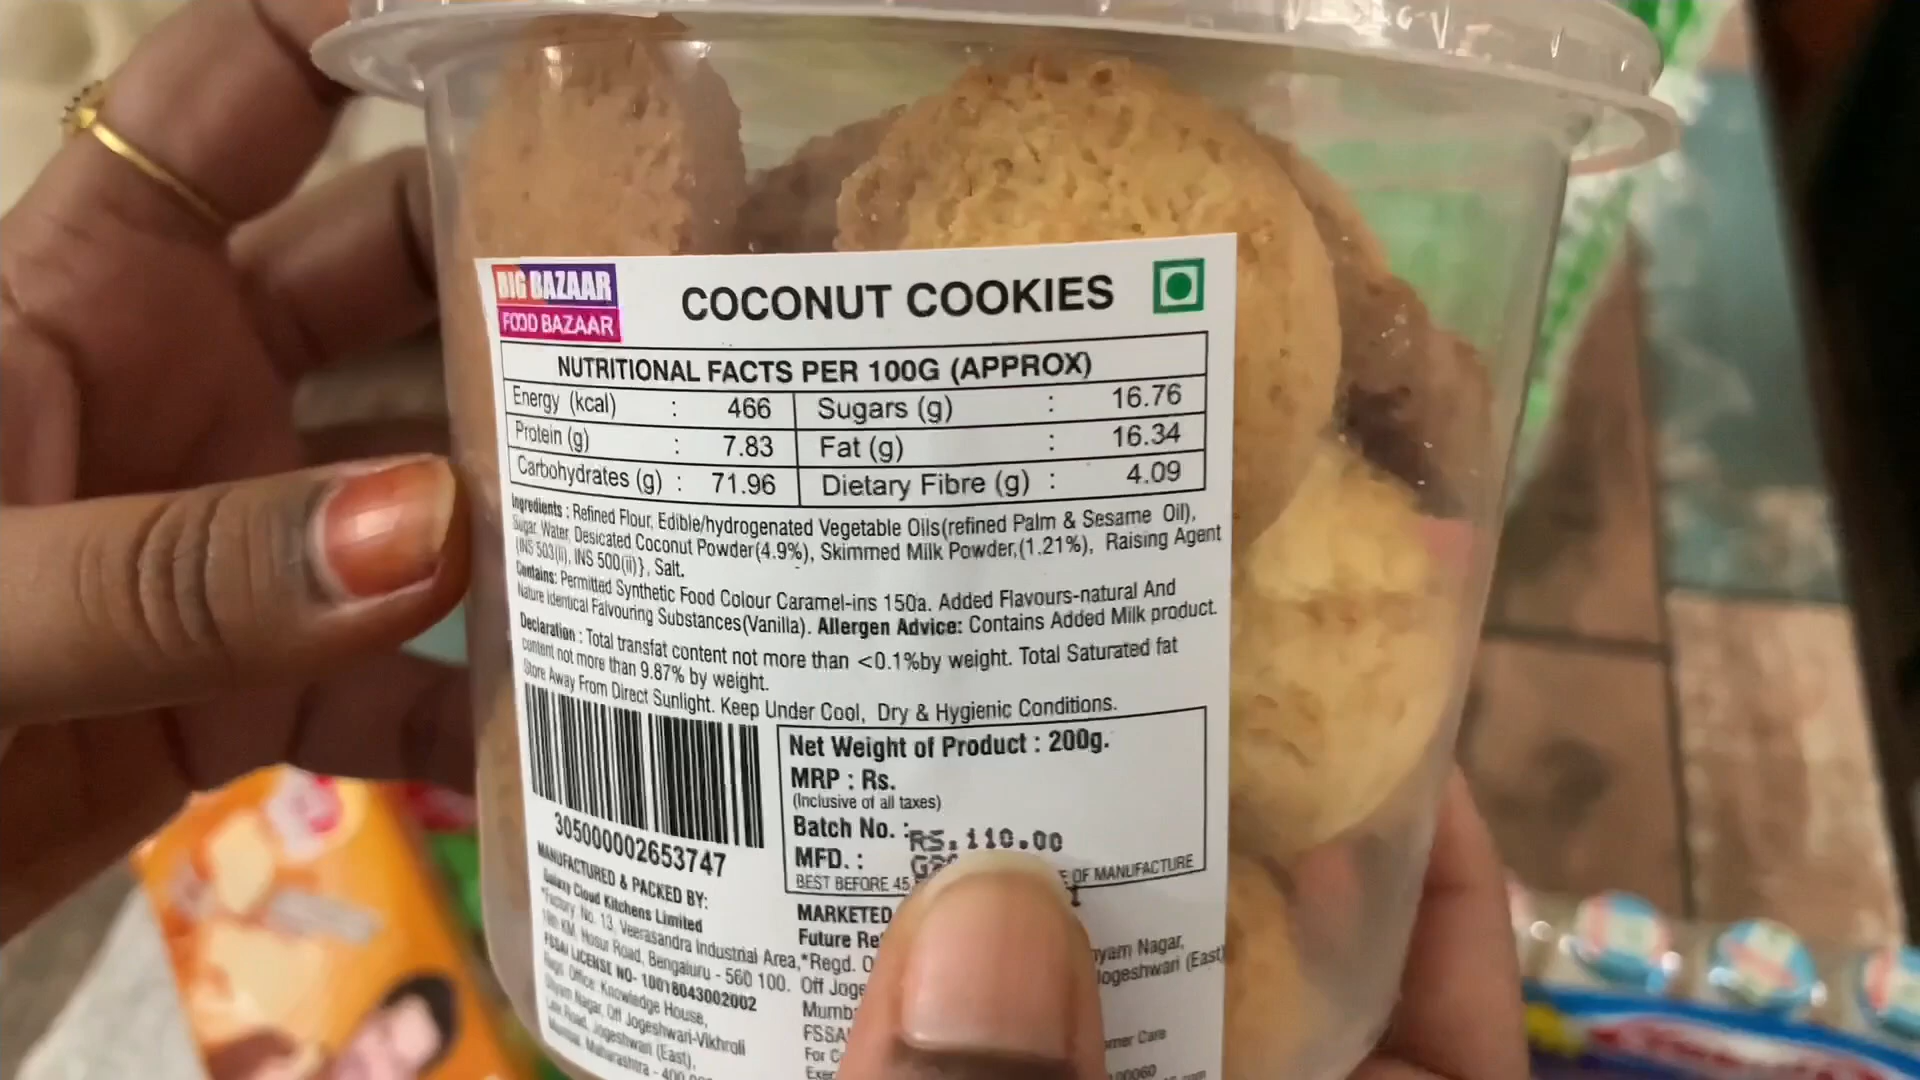 BIG BAZAAR
FOOD BAZAAR
COCONUT COOKIES
NUTRITIONAL FACTS PER 100G (APPROX)
Energy (kcal) : 466 Sugars (g) : 16.76
Protein (g) : 7.83 Fat (g) : 16.34
Carbohydrates (g) : 71.96 Dietary Fibre (g) : 4.09
Ingredients : Refined Flour, Edible/hydrogenated Vegetable Oils(refined Palm & Sesame Oil),
Sugar, Water, Desicated Coconut Powder(4.9%), Skimmed Milk Powder,(1.21%), Raising Agent
(INS 503(ii), INS 500(ii)}, Salt.
Contains: Permitted Synthetic Food Colour Caramel-ins 150a. Added Flavours-natural And
Nature Identical Falvouring Substances(Vanilla). Allergen Advice: Contains Added Milk product.
Declaration : Total transfat content not more than <0.1%by weight. Total Saturated fat
content not more than 9.87% by weight.
Store Away From Direct Sunlight. Keep Under Cool, Dry & Hygienic Conditions.
Net Weight of Product : 200g.
MRP : Rs.
(Inclusive of all taxes)
Batch No. :
RS.110.00
MFD. :
BEST BEFORE 45 OF MANUFACTURE
3050000002653747
MANUFACTURED & PACKED BY:
Galaxy Cloud Kitchens Limited
*Factory No. 13, Veerasandra Industrial Area,
18th KM, Hosur Road, Bengaluru - 560 100.
FSSAI LICENSE NO- 10018043002002
Regd. Office: Knowledge House,
Shyam Nagar, Off Jogeshwari-Vikhroli
Link Road, Jogeshwari (East),
Mumbai, Maharashtra - 400
MARKETED
Future
*Regd. Nagar,
Off Jogeshwari (East)
FSSAI
For Care